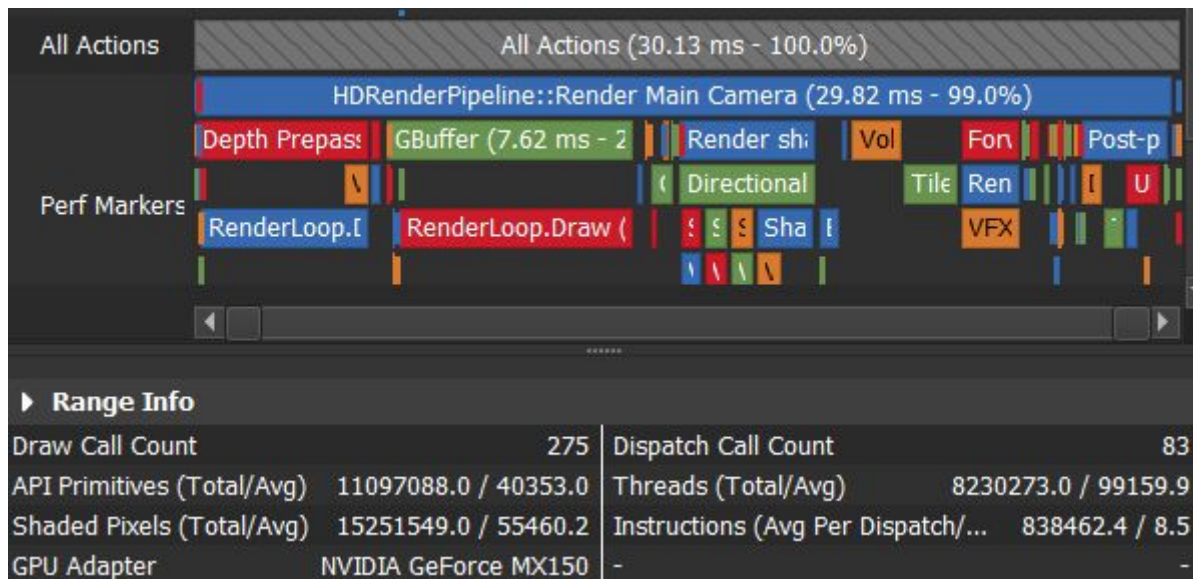 All Actions
All Actions (30.13 ms - 100.0%)
HDRenderPipeline::Render Main Camera (29.82 ms - 99.0%)
Depth Prepass GBuffer (7.62 ms - 2 Render sha Vol Forv Post-p
Perf Markers
Directional Tile Ren U
RenderLoop.D RenderLoop.Draw ( S S S Sha E VFX
Range Info
Draw Call Count 275 Dispatch Call Count 83
API Primitives (Total/Avg) 11097088.0 / 40353.0 Threads (Total/Avg) 8230273.0 / 99159.9
Shaded Pixels (Total/Avg) 15251549.0 / 55460.2 Instructions (Avg Per Dispatch/... 838462.4 / 8.5
GPU Adapter NVIDIA GeForce MX150 - -